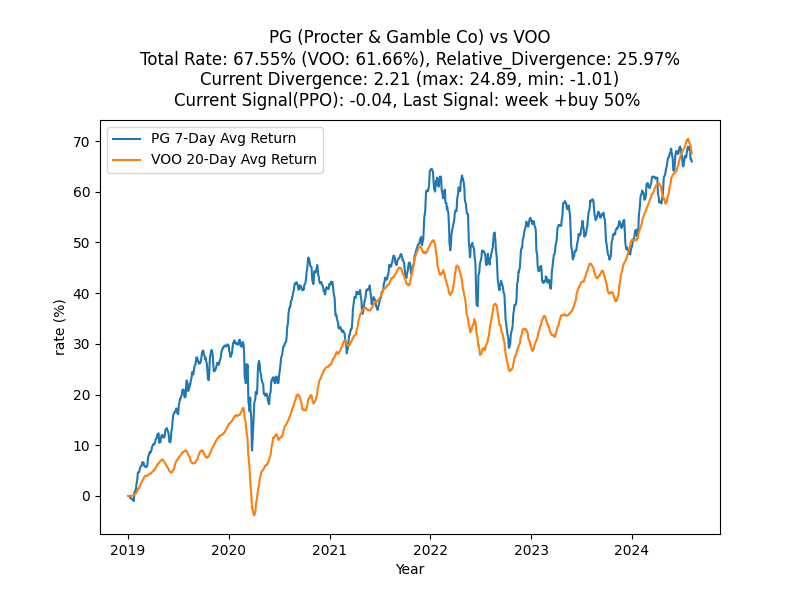 PG (Procter & Gamble Co) vs VOO
Total Rate: 67.55% (VOO: 61.66%), Relative_Divergence: 25.97%
Current Divergence: 2.21 (max: 24.89, min: -1.01)
Current Signal(PPO): -0.04, Last Signal: week +buy 50%
PG 7-Day Avg Return
VOO 20-Day Avg Return
70
60
50
40
30
20
10
0
rate (%)
2019 2020 2021 2022 2023 2024
Year